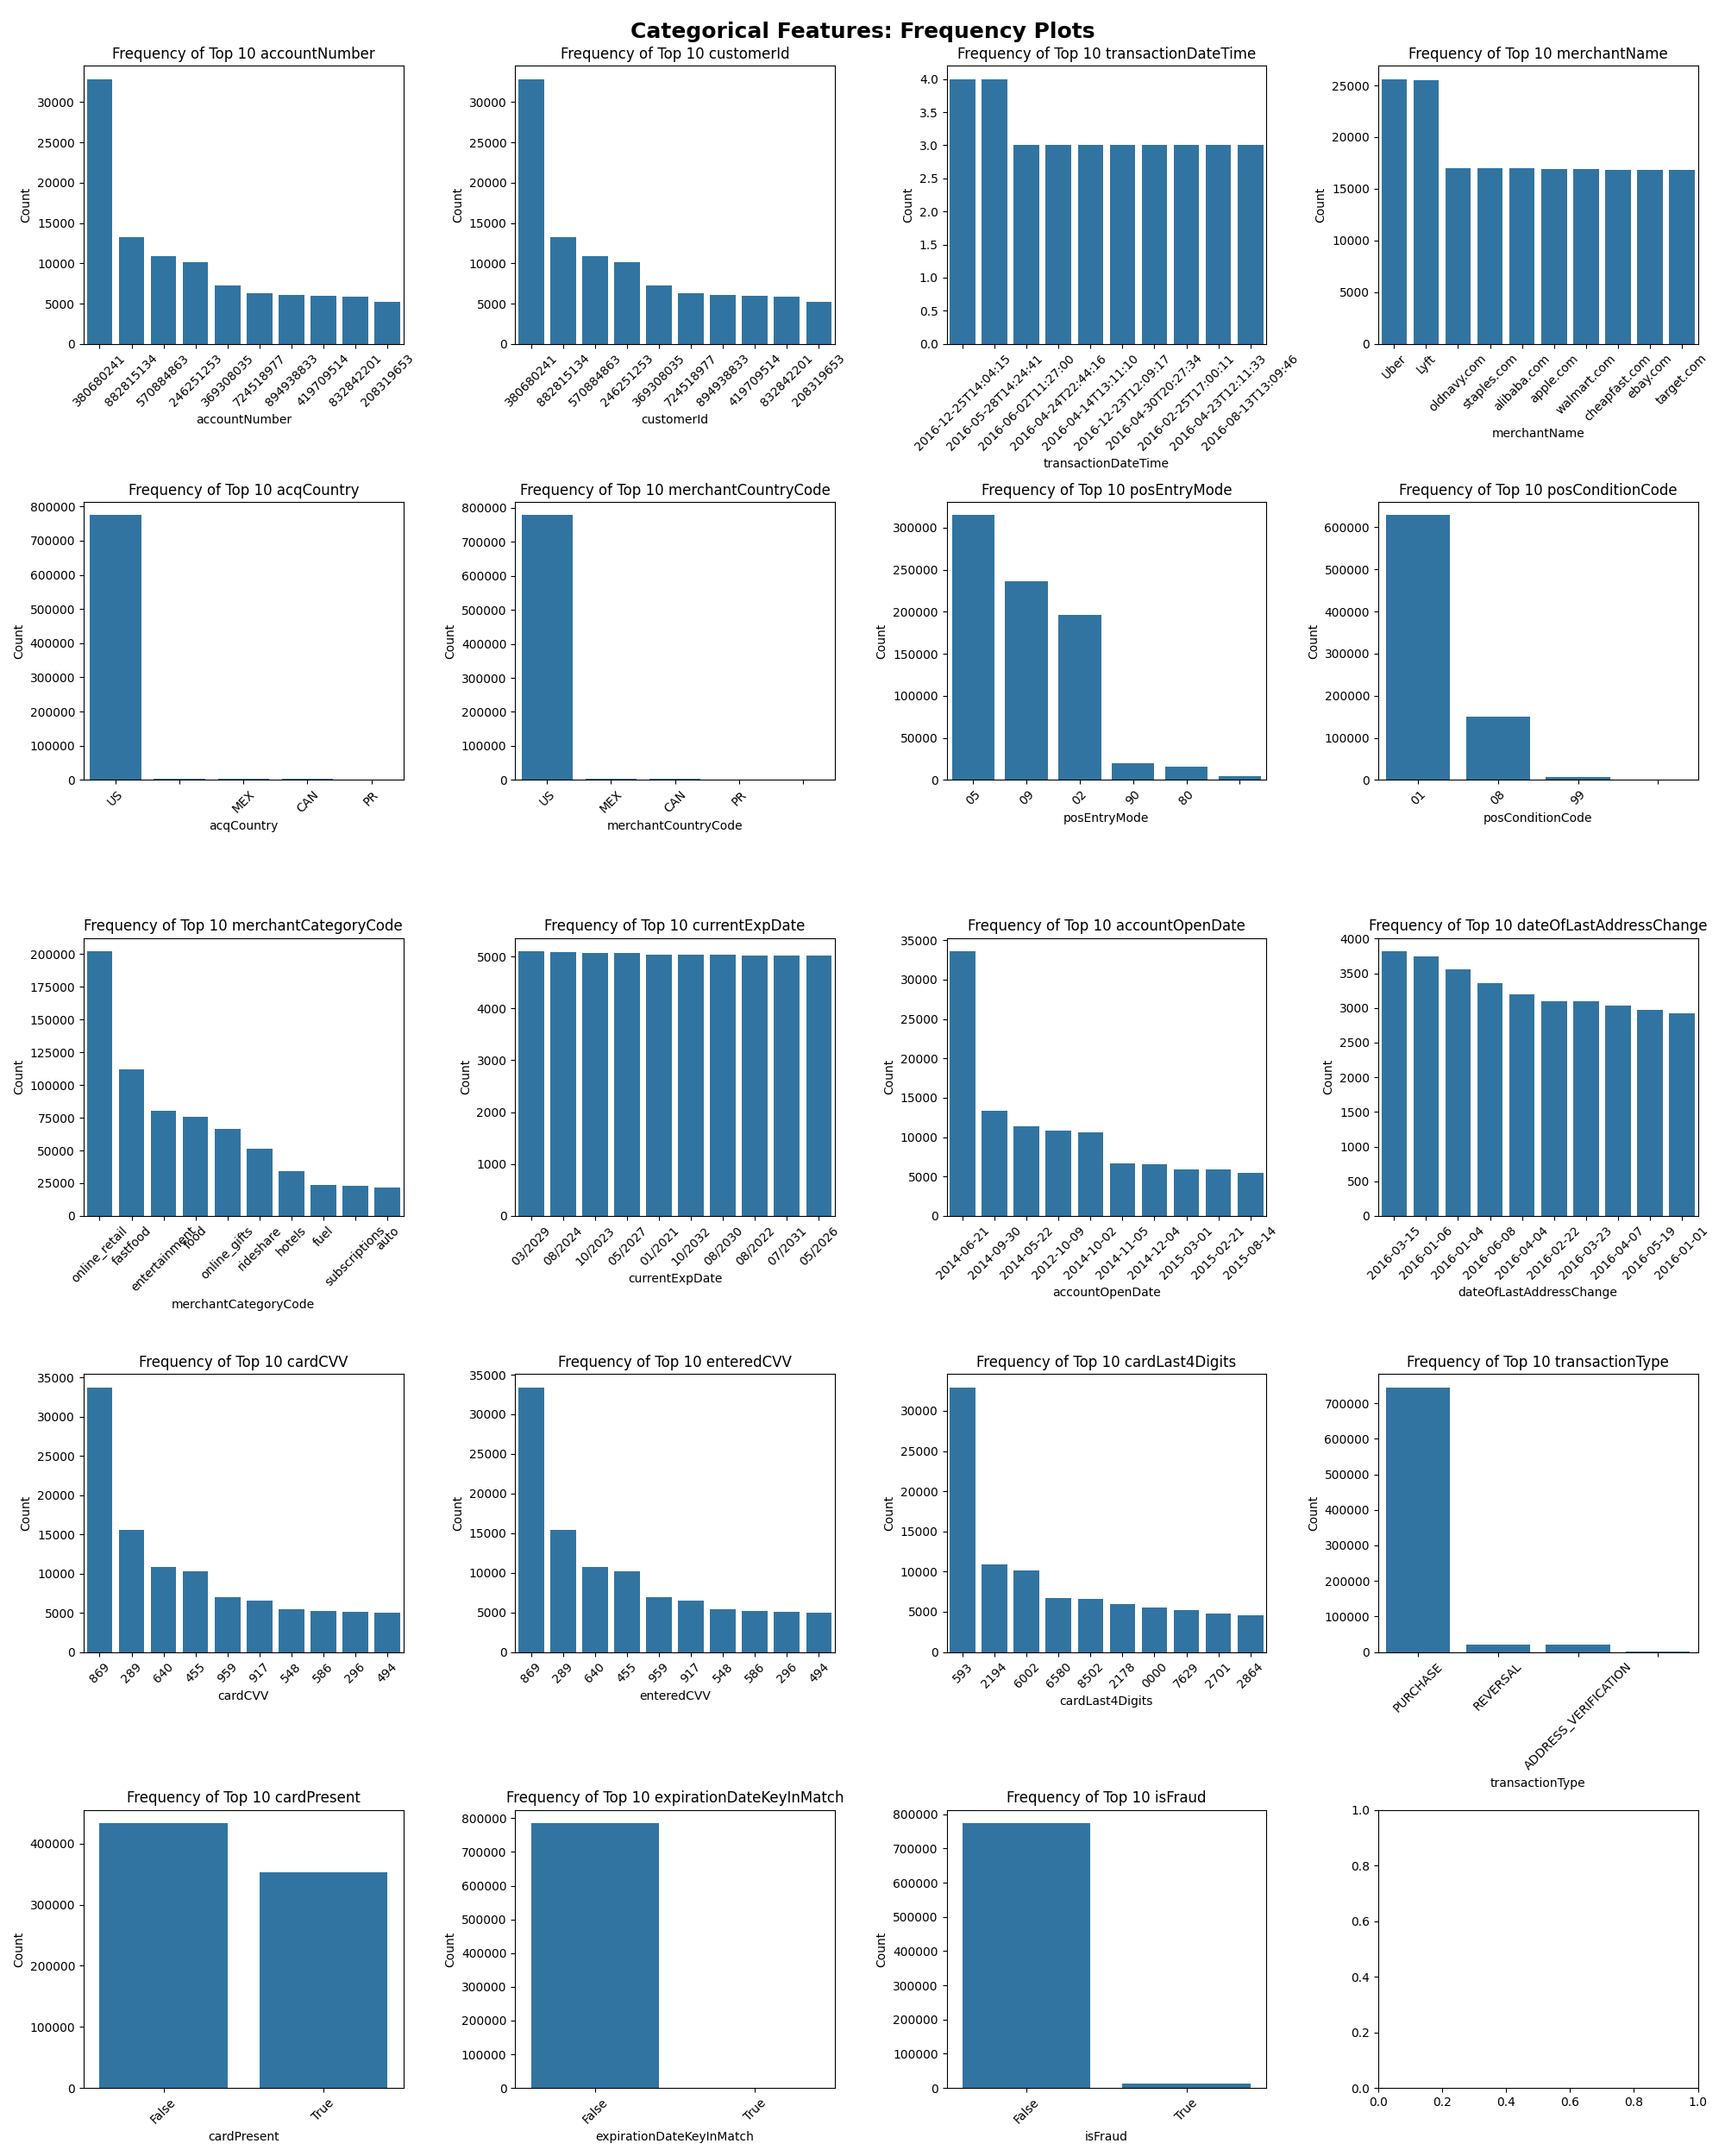 Categorical Features: Frequency Plots
Frequency of Top 10 accountNumber
Count
30000
25000
20000
15000
10000
5000
0
380680241
882815134
570884863
246251253
369308035
724518977
894938833
419709514
832842201
208319653
accountNumber
Frequency of Top 10 customerId
Count
30000
25000
20000
15000
10000
5000
0
380680241
882815134
570884863
246251253
369308035
724518977
894938833
419709514
832842201
208319653
customerId
Frequency of Top 10 transactionDateTime
Count
4.0
3.5
3.0
2.5
2.0
1.5
1.0
0.5
0.0
2016-12-25T14:04:15
2016-05-28T14:24:41
2016-06-02T11:27:00
2016-04-24T22:44:16
2016-04-14T13:11:10
2016-12-23T12:09:17
2016-04-30T20:27:34
2016-02-25T17:00:11
2016-04-23T12:11:33
2016-08-13T13:09:46
transactionDateTime
Frequency of Top 10 merchantName
Count
25000
20000
15000
10000
5000
0
Uber
Lyft
oldnavy.com
staples.com
alibaba.com
apple.com
walmart.com
cheapfast.com
ebay.com
target.com
merchantName
Frequency of Top 10 acqCountry
Count
800000
700000
600000
500000
400000
300000
200000
100000
0
US
MEX
CAN
PR
acqCountry
Frequency of Top 10 merchantCountryCode
Count
800000
700000
600000
500000
400000
300000
200000
100000
0
US
MEX
CAN
PR
merchantCountryCode
Frequency of Top 10 posEntryMode
Count
300000
250000
200000
150000
100000
50000
0
05
09
02
90
80
posEntryMode
Frequency of Top 10 posConditionCode
Count
600000
500000
400000
300000
200000
100000
0
01
08
99
posConditionCode
Frequency of Top 10 merchantCategoryCode
Count
200000
175000
150000
125000
100000
75000
50000
25000
0
online_retail
fastfood
entertainment
food
online_gifts
rideshare
hotels
fuel
subscriptions
auto
merchantCategoryCode
Frequency of Top 10 currentExpDate
Count
5000
4000
3000
2000
1000
0
03/2029
08/2024
10/2023
05/2027
01/2021
10/2032
08/2030
08/2022
07/2031
05/2026
currentExpDate
Frequency of Top 10 accountOpenDate
Count
35000
30000
25000
20000
15000
10000
5000
0
2014-06-21
2014-09-30
2014-05-22
2012-10-09
2014-10-02
2014-11-05
2014-12-04
2015-03-01
2015-02-21
2015-08-14
accountOpenDate
Frequency of Top 10 dateOfLastAddressChange
Count
4000
3500
3000
2500
2000
1500
1000
500
0
2016-03-15
2016-01-06
2016-01-04
2016-06-08
2016-04-04
2016-02-22
2016-03-23
2016-04-07
2016-05-19
2016-01-01
dateOfLastAddressChange
Frequency of Top 10 cardCVV
Count
35000
30000
25000
20000
15000
10000
5000
0
869
289
640
455
959
917
548
586
296
494
cardCVV
Frequency of Top 10 enteredCVV
Count
35000
30000
25000
20000
15000
10000
5000
0
869
289
640
455
959
917
548
586
296
494
enteredCVV
Frequency of Top 10 cardLast4Digits
Count
30000
25000
20000
15000
10000
5000
0
593
2194
6002
6580
8502
2178
0000
7629
2701
2864
cardLast4Digits
Frequency of Top 10 transactionType
Count
700000
600000
500000
400000
300000
200000
100000
0
PURCHASE
REVERSAL
ADDRESS_VERIFICATION
transactionType
Frequency of Top 10 cardPresent
Count
400000
300000
200000
100000
0
False
True
cardPresent
Frequency of Top 10 expirationDateKeyInMatch
Count
800000
700000
600000
500000
400000
300000
200000
100000
0
False
True
expirationDateKeyInMatch
Frequency of Top 10 isFraud
Count
800000
700000
600000
500000
400000
300000
200000
100000
0
False
True
isFraud
1.0
0.8
0.6
0.4
0.2
0.0
0.0
0.2
0.4
0.6
0.8
1.0